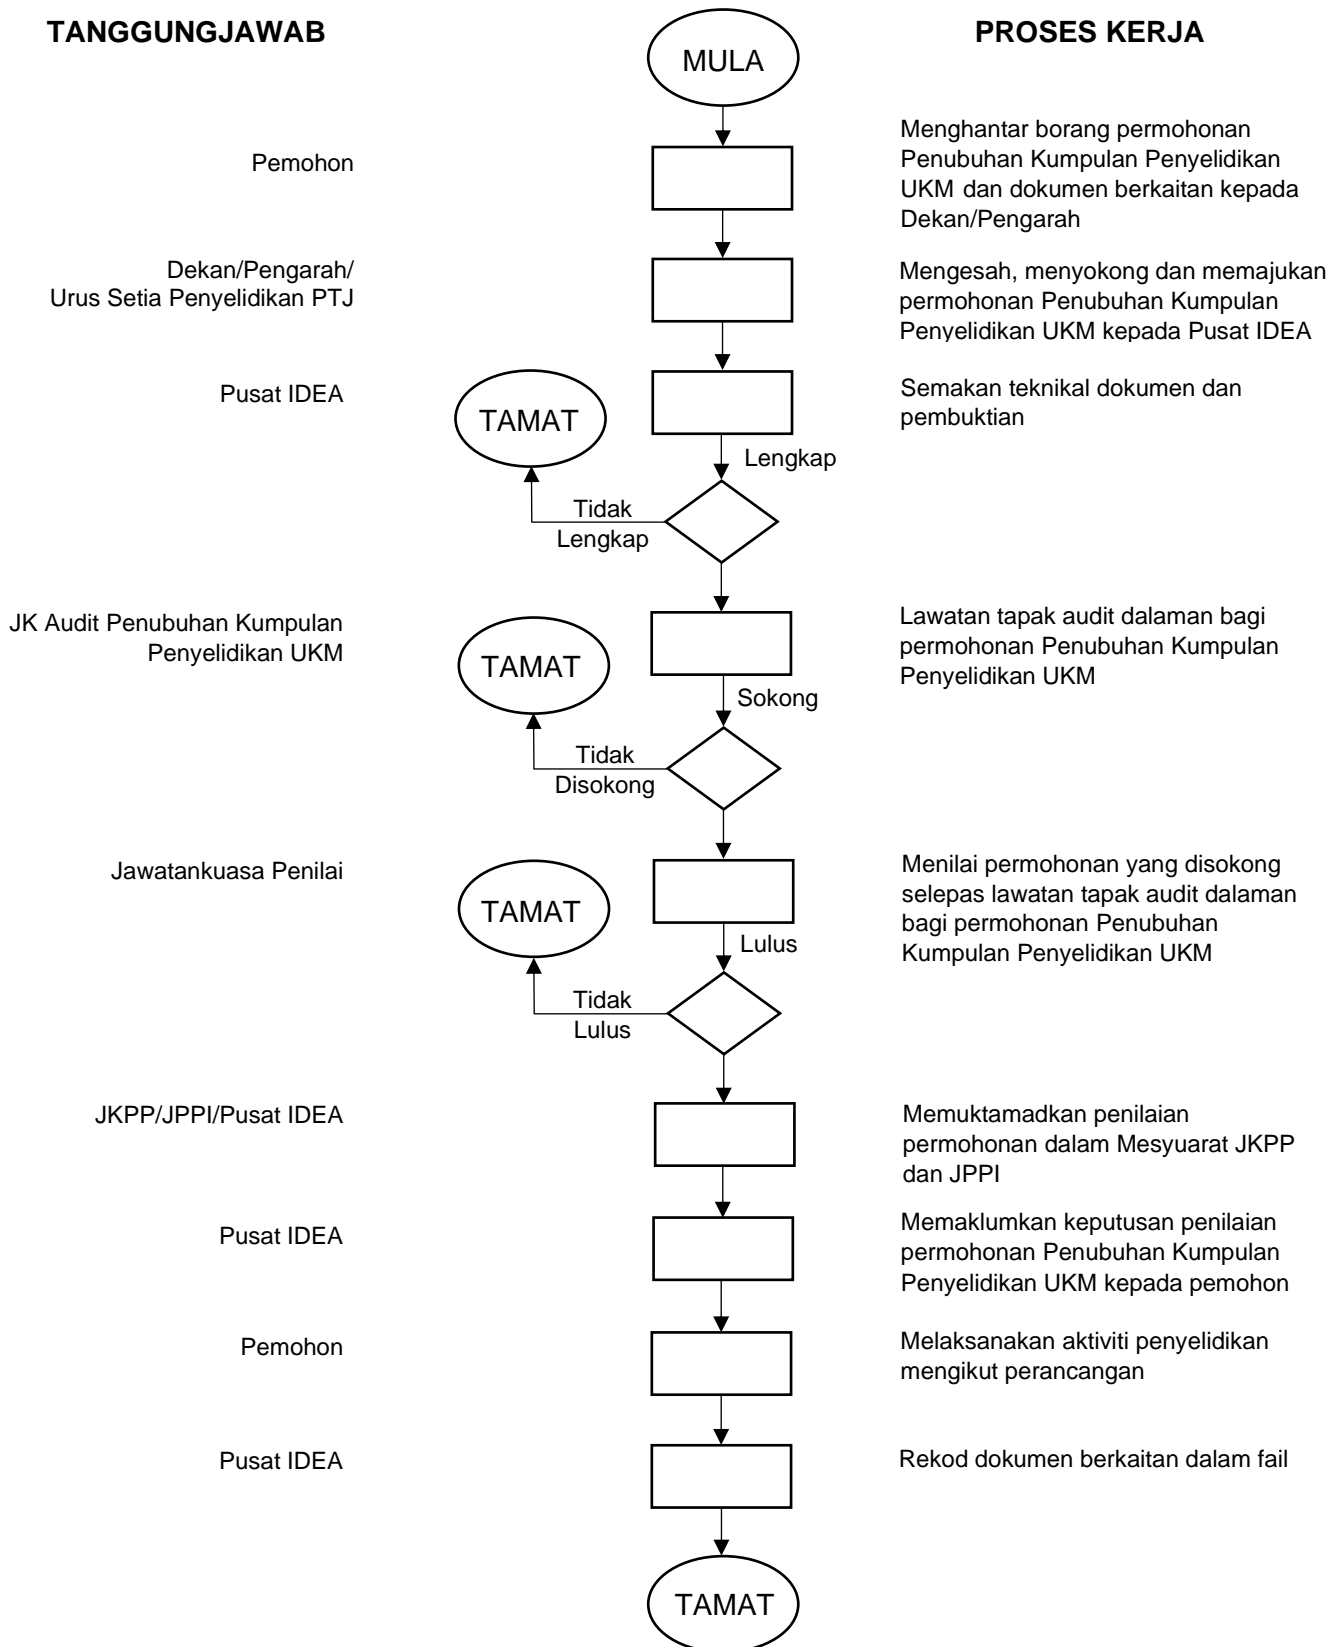 TANGGUNGJAWAB
MULA
PROSES KERJA
Pemohon
Menghantar borang permohonan
Penubuhan Kumpulan Penyelidikan
UKM dan dokumen berkaitan kepada
Dekan/Pengarah
Dekan/Pengarah/
Urus Setia Penyelidikan PTJ
Mengesah, menyokong dan memajukan
permohonan Penubuhan Kumpulan
Penyelidikan UKM kepada Pusat IDEA
Pusat IDEA
TAMAT
Semakan teknikal dokumen dan
pembuktian
Lengkap
Tidak
Lengkap
JK Audit Penubuhan Kumpulan
Penyelidikan UKM
TAMAT
Lawatan tapak audit dalaman bagi
permohonan Penubuhan Kumpulan
Penyelidikan UKM
Sokong
Tidak
Disokong
Jawatankuasa Penilai
TAMAT
Menilai permohonan yang disokong
selepas lawatan tapak audit dalaman
bagi permohonan Penubuhan
Kumpulan Penyelidikan UKM
Lulus
Tidak
Lulus
JKPP/JPPI/Pusat IDEA
Memuktamadkan penilaian
permohonan dalam Mesyuarat JKPP
dan JPPI
Pusat IDEA
Memaklumkan keputusan penilaian
permohonan Penubuhan Kumpulan
Penyelidikan UKM kepada pemohon
Pemohon
Melaksanakan aktiviti penyelidikan
mengikut perancangan
Pusat IDEA
Rekod dokumen berkaitan dalam fail
TAMAT